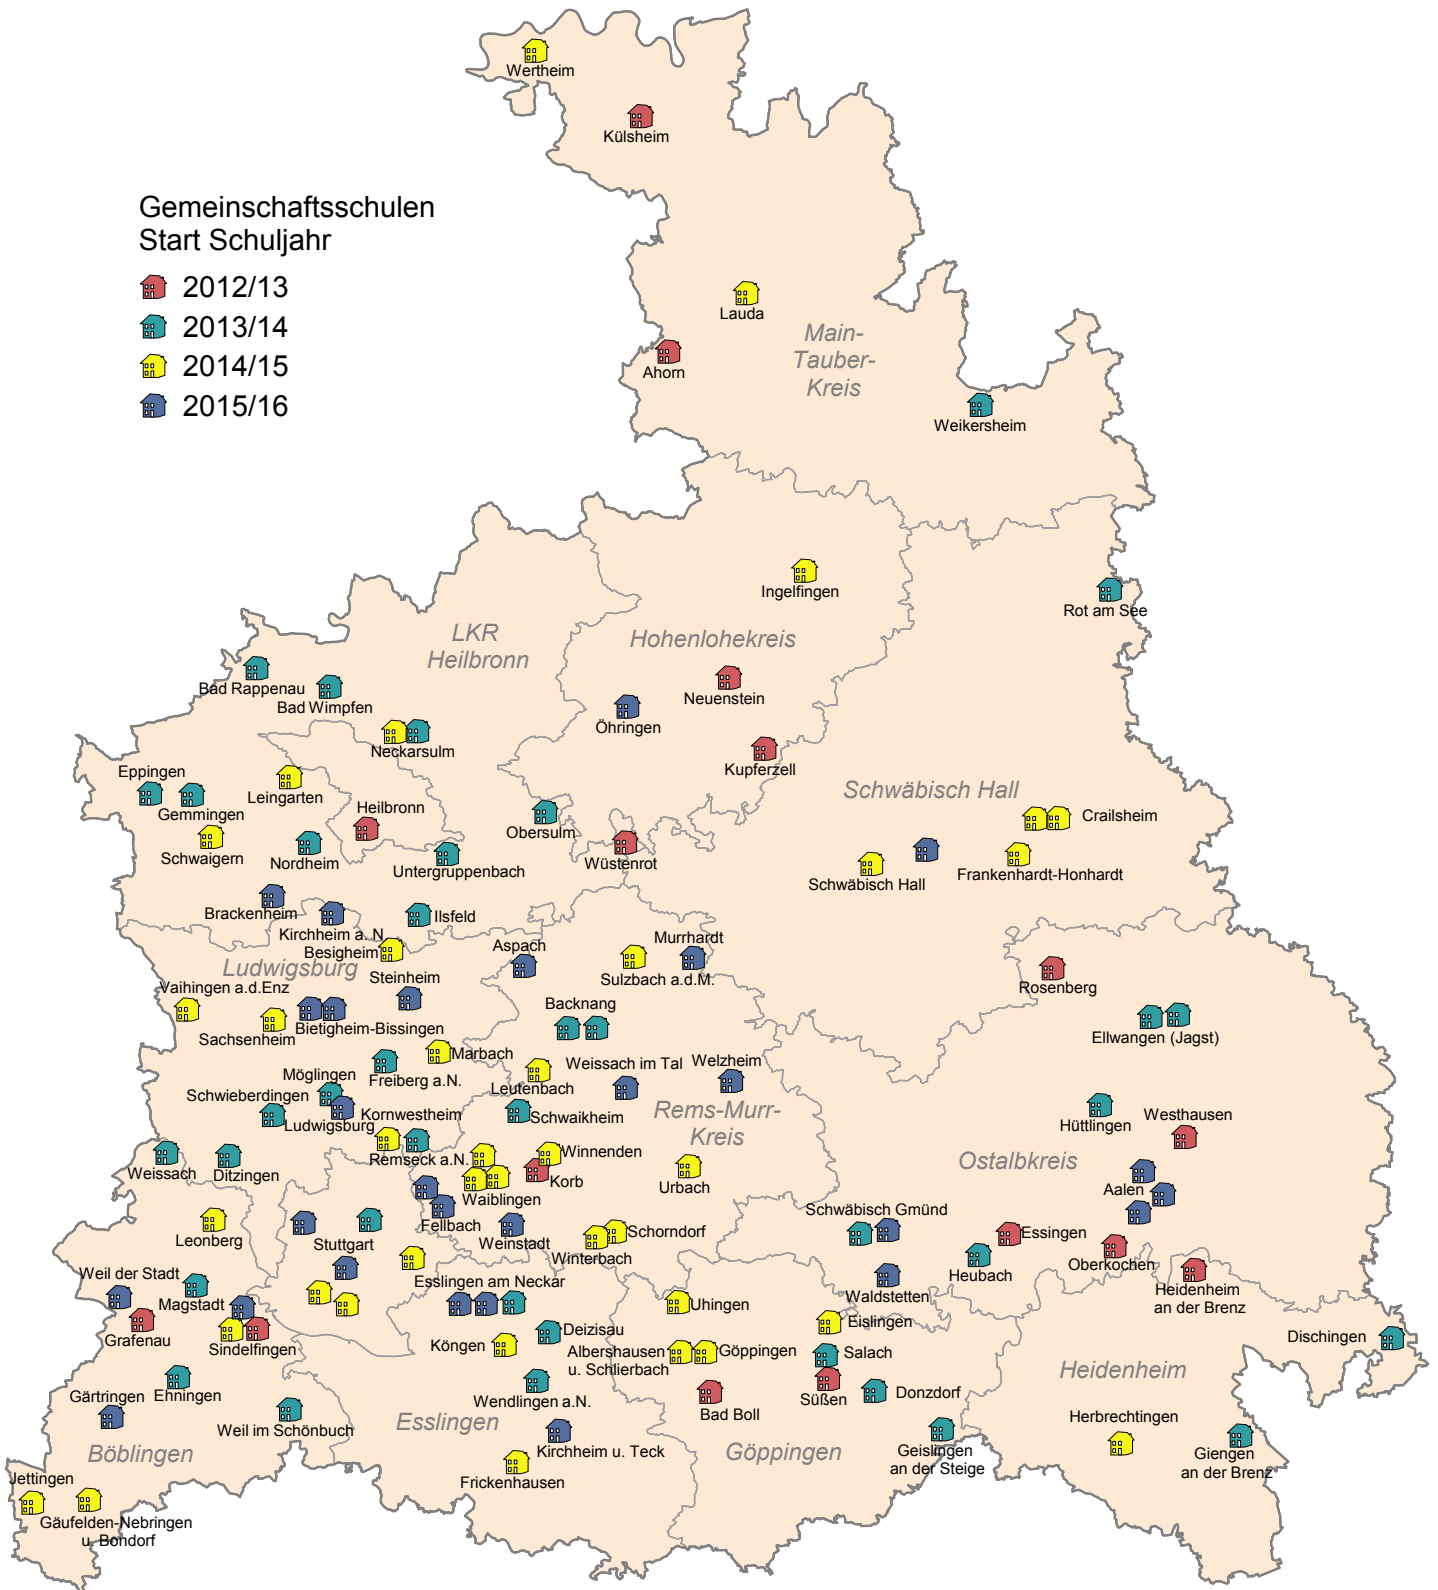 Wertheim
Külsheim
Gemeinschaftsschulen
Start Schuljahr
2012/13
2013/14
2014/15
2015/16
Lauda
Main-
Tauber-
Kreis
Ahorn
Weikersheim
Ingelfingen
Rot am See
LKR
Heilbronn
Hohenlohekreis
Bad Rappenau
Bad Wimpfen
Neuenstein
Öhringen
Neckarsulm
Kupferzell
Eppingen
Gemmingen
Leingarten
Heilbronn
Schwäbisch Hall
Crailsheim
Obersulm
Schwaigern
Nordheim
Untergruppenbach
Wüstenrot
Schwäbisch Hall
Frankenhardt-Honhardt
Brackenheim
Kirchheim a. N
Ilsfeld
Besigheim
Ludwigsburg
Steinheim
Aspach
Murrhardt
Sulzbach a.d.M.
Rosenberg
Vaihingen a.d.Enz
Sachsenheim
Bietigheim-Bissingen
Backnang
Ellwangen (Jagst)
Marbach
Freiberg a.N.
Weissach im Tal
Welzheim
Leutenbach
Möglingen
Schwieberdingen
Ludwigsburg
Kornwestheim
Schwaikheim
Rems-Murr-
Kreis
Hüttlingen
Westhausen
Weissach
Ditzingen
Remseck a.N.
Winnenden
Korb
Urbach
Ostalbkreis
Waiblingen
Aalen
Leonberg
Stuttgart
Fellbach
Weinstadt
Schorndorf
Winterbach
Schwäbisch Gmünd
Essingen
Heubach
Oberkochen
Weil der Stadt
Magstadt
Esslingen am Neckar
Waldstetten
Heidenheim
an der Brenz
Grafenau
Sindelfingen
Uhingen
Eislingen
Deizisau
Köngen
Albershausen
u. Schlierbach
Göppingen
Salach
Dischingen
Ehningen
Gärtringen
Wendlingen a.N.
Bad Boll
Süßen
Donzdorf
Heidenheim
Weil im Schönbuch
Esslingen
Kirchheim u. Teck
Göppingen
Geislingen
an der Steige
Herbrechtingen
Giengen
an der Brenz
Böblingen
Frickenhausen
Jettingen
Gäufelden-Nebringen
u. Bondorf